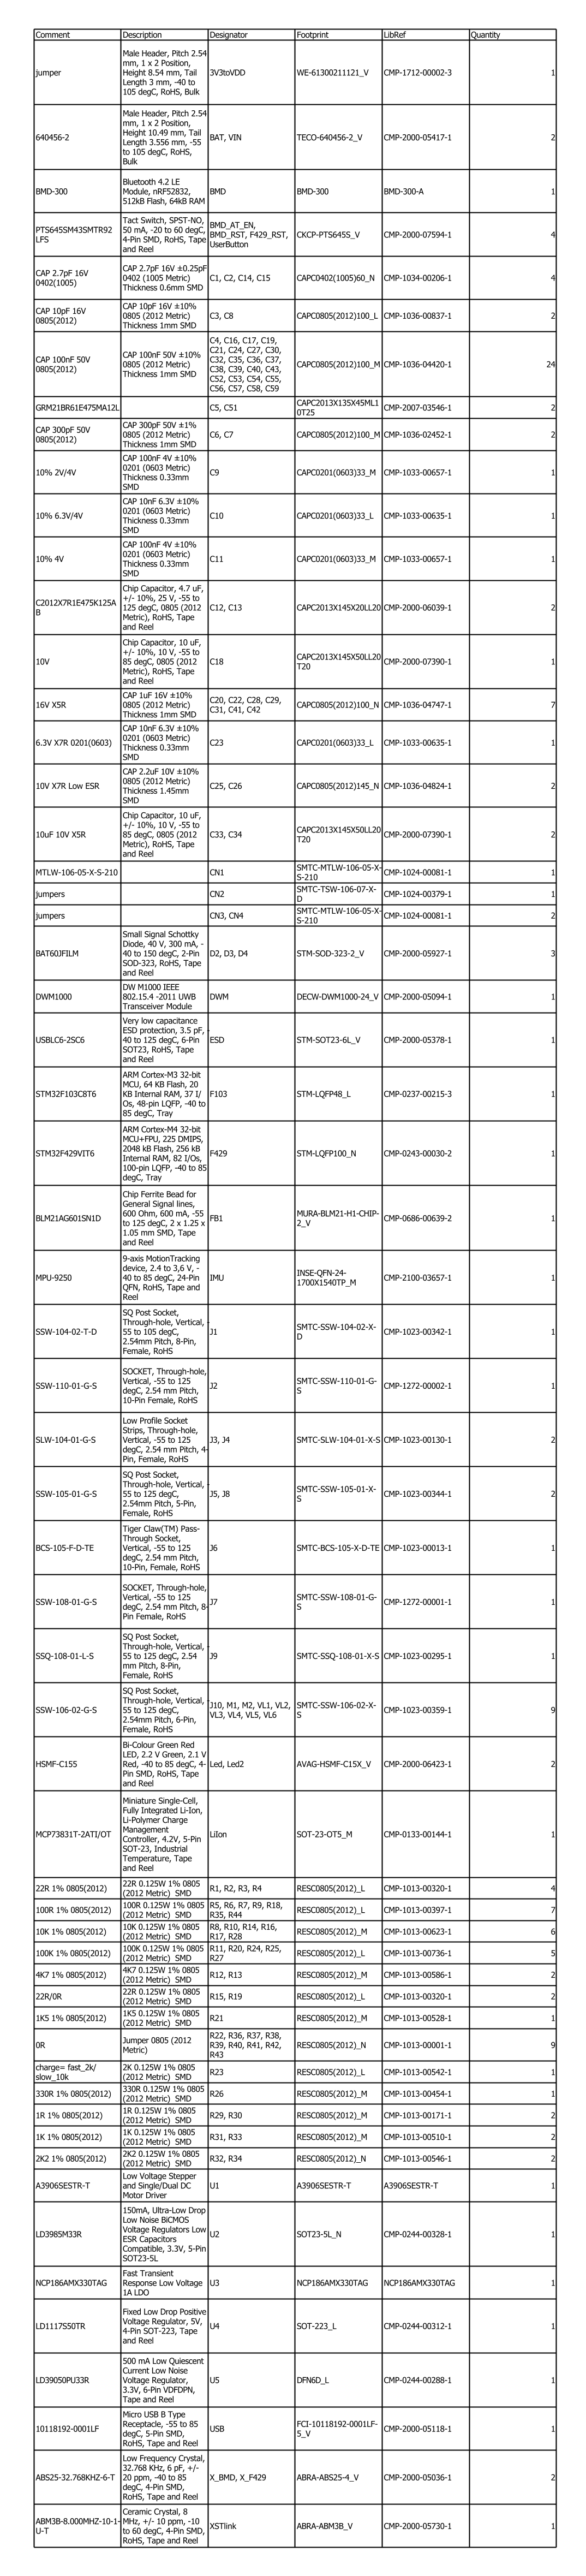 Comment Description Designator Footprint LibRef Quantity
jumper
Male Header, Pitch 2.54
mm, 1 x 2 Position,
Height 8.54 mm, Tail
Length 3 mm, -40 to
105 degC, RoHS, Bulk
3V3toVDD WE-61300211121_V CMP-1712-00002-3 1
640456-2
Male Header, Pitch 2.54
mm, 1 x 2 Position,
Height 10.49 mm, Tail
Length 3.556 mm, -55
to 105 degC, RoHS,
Bulk
BAT, VIN TECO-640456-2_V CMP-2000-05417-1 2
BMD-300
Bluetooth 4.2 LE
Module, nRF52832,
512kB Flash, 64kB RAM
BMD BMD-300 BMD-300-A 1
PTS645SM43SMTR92
LFS
Tact Switch, SPST-NO,
50 mA, -20 to 60 degC,
4-Pin SMD, RoHS, Tape
and Reel
BMD_AT_EN,
BMD_RST, F429_RST,
UserButton
CKCP-PTS645S_V CMP-2000-07594-1 4
CAP 2.7pF 16V
0402(1005)
CAP 2.7pF 16V ±0.25pF
0402 (1005 Metric)
Thickness 0.6mm SMD
C1, C2, C14, C15 CAPC0402(1005)60_N CMP-1034-00206-1 4
CAP 10pF 16V
0805(2012)
CAP 10pF 16V ±10%
0805 (2012 Metric)
Thickness 1mm SMD
C3, C8 CAPC0805(2012)100_L CMP-1036-00837-1 2
CAP 100nF 50V
0805(2012)
CAP 100nF 50V ±10%
0805 (2012 Metric)
Thickness 1mm SMD
C4, C16, C17, C19,
C21, C24, C27, C30,
C32, C35, C36, C37,
C38, C39, C40, C43,
C52, C53, C54, C55,
C56, C57, C58, C59
CAPC0805(2012)100_M CMP-1036-04420-1 24
GRM21BR61E475MA12L C5, C51
CAPC2013X135X45ML1
0T25
CMP-2007-03546-1 2
CAP 300pF 50V
0805(2012)
CAP 300pF 50V ±1%
0805 (2012 Metric)
Thickness 1mm SMD
C6, C7 CAPC0805(2012)100_M CMP-1036-02452-1 2
10% 2V/4V
CAP 100nF 4V ±10%
0201 (0603 Metric)
Thickness 0.33mm
SMD
C9 CAPC0201(0603)33_M CMP-1033-00657-1 1
10% 6.3V/4V
CAP 10nF 6.3V ±10%
0201 (0603 Metric)
Thickness 0.33mm
SMD
C10 CAPC0201(0603)33_L CMP-1033-00635-1 1
10% 4V
CAP 100nF 4V ±10%
0201 (0603 Metric)
Thickness 0.33mm
SMD
C11 CAPC0201(0603)33_M CMP-1033-00657-1 1
C2012X7R1E475K125A
B
Chip Capacitor, 4.7 uF,
+/- 10%, 25 V, -55 to
125 degC, 0805 (2012
Metric), RoHS, Tape
and Reel
C12, C13 CAPC2013X145X20LL20 CMP-2000-06039-1 2
10V
Chip Capacitor, 10 uF,
+/- 10%, 10 V, -55 to
85 degC, 0805 (2012
Metric), RoHS, Tape
and Reel
C18
CAPC2013X145X50LL20
T20
CMP-2000-07390-1 1
16V X5R
CAP 1uF 16V ±10%
0805 (2012 Metric)
Thickness 1mm SMD
C20, C22, C28, C29,
C31, C41, C42
CAPC0805(2012)100_N CMP-1036-04747-1 7
6.3V X7R 0201(0603)
CAP 10nF 6.3V ±10%
0201 (0603 Metric)
Thickness 0.33mm
SMD
C23 CAPC0201(0603)33_L CMP-1033-00635-1 1
10V X7R Low ESR
CAP 2.2uF 10V ±10%
0805 (2012 Metric)
Thickness 1.45mm
SMD
C25, C26 CAPC0805(2012)145_N CMP-1036-04824-1 2
10uF 10V X5R
Chip Capacitor, 10 uF,
+/- 10%, 10 V, -55 to
85 degC, 0805 (2012
Metric), RoHS, Tape
and Reel
C33, C34
CAPC2013X145X50LL20
T20
CMP-2000-07390-1 2
MTLW-106-05-X-S-210 CN1
SMTC-MTLW-106-05-X-
S-210
CMP-1024-00081-1 1
jumpers CN2
SMTC-TSW-106-07-X-
D
CMP-1024-00379-1 1
jumpers CN3, CN4
SMTC-MTLW-106-05-X-
S-210
CMP-1024-00081-1 2
BAT60JFILM
Small Signal Schottky
Diode, 40 V, 300 mA, -
40 to 150 degC, 2-Pin
SOD-323, RoHS, Tape
and Reel
D2, D3, D4 STM-SOD-323-2_V CMP-2000-05927-1 3
DWM1000
DW M1000 IEEE
802.15.4 -2011 UWB
Transceiver Module
DWM DECW-DWM1000-24_V CMP-2000-05094-1 1
USBLC6-2SC6
Very low capacitance
ESD protection, 3.5 pF, -
40 to 125 degC, 6-Pin
SOT23, RoHS, Tape
and Reel
ESD STM-SOT23-6L_V CMP-2000-05378-1 1
STM32F103C8T6
ARM Cortex-M3 32-bit
MCU, 64 KB Flash, 20
KB Internal RAM, 37 I/
Os, 48-pin LQFP, -40 to
85 degC, Tray
F103 STM-LQFP48_L CMP-0237-00215-3 1
STM32F429VIT6
ARM Cortex-M4 32-bit
MCU+FPU, 225 DMIPS,
2048 kB Flash, 256 kB
Internal RAM, 82 I/Os,
100-pin LQFP, -40 to 85
degC, Tray
F429 STM-LQFP100_N CMP-0243-00030-2 1
BLM21AG601SN1D
Chip Ferrite Bead for
General Signal lines,
600 Ohm, 600 mA, -55
to 125 degC, 2 x 1.25 x
1.05 mm SMD, Tape
and Reel
FB1
MURA-BLM21-H1-CHIP-
2_V
CMP-0686-00639-2 1
MPU-9250
9-axis MotionTracking
device, 2.4 to 3,6 V, -
40 to 85 degC, 24-Pin
QFN, RoHS, Tape and
Reel
IMU
INSE-QFN-24-
1700X1540TP_M
CMP-2100-03657-1 1
SSW-104-02-T-D
SQ Post Socket,
Through-hole, Vertical, -
55 to 105 degC,
2.54mm Pitch, 8-Pin,
Female, RoHS
J1
SMTC-SSW-104-02-X-
D
CMP-1023-00342-1 1
SSW-110-01-G-S
SOCKET, Through-hole,
Vertical, -55 to 125
degC, 2.54 mm Pitch,
10-Pin Female, RoHS
J2
SMTC-SSW-110-01-G-
S
CMP-1272-00002-1 1
SLW-104-01-G-S
Low Profile Socket
Strips, Through-hole,
Vertical, -55 to 125
degC, 2.54 mm Pitch, 4-
Pin, Female, RoHS
J3, J4 SMTC-SLW-104-01-X-S CMP-1023-00130-1 2
SSW-105-01-G-S
SQ Post Socket,
Through-hole, Vertical, -
55 to 125 degC,
2.54mm Pitch, 5-Pin,
Female, RoHS
J5, J8
SMTC-SSW-105-01-X-
S
CMP-1023-00344-1 2
BCS-105-F-D-TE
Tiger Claw(TM) Pass-
Through Socket,
Vertical, -55 to 125
degC, 2.54 mm Pitch,
10-Pin, Female, RoHS
J6 SMTC-BCS-105-X-D-TE CMP-1023-00013-1 1
SSW-108-01-G-S
SOCKET, Through-hole,
Vertical, -55 to 125
degC, 2.54 mm Pitch, 8-
Pin Female, RoHS
J7
SMTC-SSW-108-01-G-
S
CMP-1272-00001-1 1
SSQ-108-01-L-S
SQ Post Socket,
Through-hole, Vertical, -
55 to 125 degC, 2.54
mm Pitch, 8-Pin,
Female, RoHS
J9 SMTC-SSQ-108-01-X-S CMP-1023-00295-1 1
SSW-106-02-G-S
SQ Post Socket,
Through-hole, Vertical, -
55 to 125 degC,
2.54mm Pitch, 6-Pin,
Female, RoHS
J10, M1, M2, VL1, VL2,
VL3, VL4, VL5, VL6
SMTC-SSW-106-02-X-
S
CMP-1023-00359-1 9
HSMF-C155
Bi-Colour Green Red
LED, 2.2 V Green, 2.1 V
Red, -40 to 85 degC, 4-
Pin SMD, RoHS, Tape
and Reel
Led, Led2 AVAG-HSMF-C15X_V CMP-2000-06423-1 2
MCP73831T-2ATI/OT
Miniature Single-Cell,
Fully Integrated Li-Ion,
Li-Polymer Charge
Management
Controller, 4.2V, 5-Pin
SOT-23, Industrial
Temperature, Tape
and Reel
LiIon SOT-23-OT5_M CMP-0133-00144-1 1
22R 1% 0805(2012)
22R 0.125W 1% 0805
(2012 Metric)  SMD
R1, R2, R3, R4 RESC0805(2012)_L CMP-1013-00320-1 4
100R 1% 0805(2012)
100R 0.125W 1% 0805
(2012 Metric)  SMD
R5, R6, R7, R9, R18,
R35, R44
RESC0805(2012)_L CMP-1013-00397-1 7
10K 1% 0805(2012)
10K 0.125W 1% 0805
(2012 Metric)  SMD
R8, R10, R14, R16,
R17, R28
RESC0805(2012)_M CMP-1013-00623-1 6
100K 1% 0805(2012)
100K 0.125W 1% 0805
(2012 Metric)  SMD
R11, R20, R24, R25,
R27
RESC0805(2012)_L CMP-1013-00736-1 5
4K7 1% 0805(2012)
4K7 0.125W 1% 0805
(2012 Metric)  SMD
R12, R13 RESC0805(2012)_M CMP-1013-00586-1 2
22R/0R
22R 0.125W 1% 0805
(2012 Metric)  SMD
R15, R19 RESC0805(2012)_L CMP-1013-00320-1 2
1K5 1% 0805(2012)
1K5 0.125W 1% 0805
(2012 Metric)  SMD
R21 RESC0805(2012)_M CMP-1013-00528-1 1
0R
Jumper 0805 (2012
Metric)
R22, R36, R37, R38,
R39, R40, R41, R42,
R43
RESC0805(2012)_N CMP-1013-00001-1 9
charge= fast_2k/
slow_10k
2K 0.125W 1% 0805
(2012 Metric)  SMD
R23 RESC0805(2012)_L CMP-1013-00542-1 1
330R 1% 0805(2012)
330R 0.125W 1% 0805
(2012 Metric)  SMD
R26 RESC0805(2012)_M CMP-1013-00454-1 1
1R 1% 0805(2012)
1R 0.125W 1% 0805
(2012 Metric)  SMD
R29, R30 RESC0805(2012)_M CMP-1013-00171-1 2
1K 1% 0805(2012)
1K 0.125W 1% 0805
(2012 Metric)  SMD
R31, R33 RESC0805(2012)_M CMP-1013-00510-1 2
2K2 1% 0805(2012)
2K2 0.125W 1% 0805
(2012 Metric)  SMD
R32, R34 RESC0805(2012)_N CMP-1013-00546-1 2
A3906SESTR-T
Low Voltage Stepper
and Single/Dual DC
Motor Driver
U1 A3906SESTR-T A3906SESTR-T 1
LD3985M33R
150mA, Ultra-Low Drop
Low Noise BiCMOS
Voltage Regulators Low
ESR Capacitors
Compatible, 3.3V, 5-Pin
SOT23-5L
U2 SOT23-5L_N CMP-0244-00328-1 1
NCP186AMX330TAG
Fast Transient
Response Low Voltage
1A LDO
U3 NCP186AMX330TAG NCP186AMX330TAG 1
LD1117S50TR
Fixed Low Drop Positive
Voltage Regulator, 5V,
4-Pin SOT-223, Tape
and Reel
U4 SOT-223_L CMP-0244-00312-1 1
LD39050PU33R
500 mA Low Quiescent
Current Low Noise
Voltage Regulator,
3.3V, 6-Pin VDFDPN,
Tape and Reel
U5 DFN6D_L CMP-0244-00288-1 1
10118192-0001LF
Micro USB B Type
Receptacle, -55 to 85
degC, 5-Pin SMD,
RoHS, Tape and Reel
USB
FCI-10118192-0001LF-
5_V
CMP-2000-05118-1 1
ABS25-32.768KHZ-6-T
Low Frequency Crystal,
32.768 KHz, 6 pF, +/-
20 ppm, -40 to 85
degC, 4-Pin SMD,
RoHS, Tape and Reel
X_BMD, X_F429 ABRA-ABS25-4_V CMP-2000-05036-1 2
ABM3B-8.000MHZ-10-1-
U-T
Ceramic Crystal, 8
MHz, +/- 10 ppm, -10
to 60 degC, 4-Pin SMD,
RoHS, Tape and Reel
XSTlink ABRA-ABM3B_V CMP-2000-05730-1 1